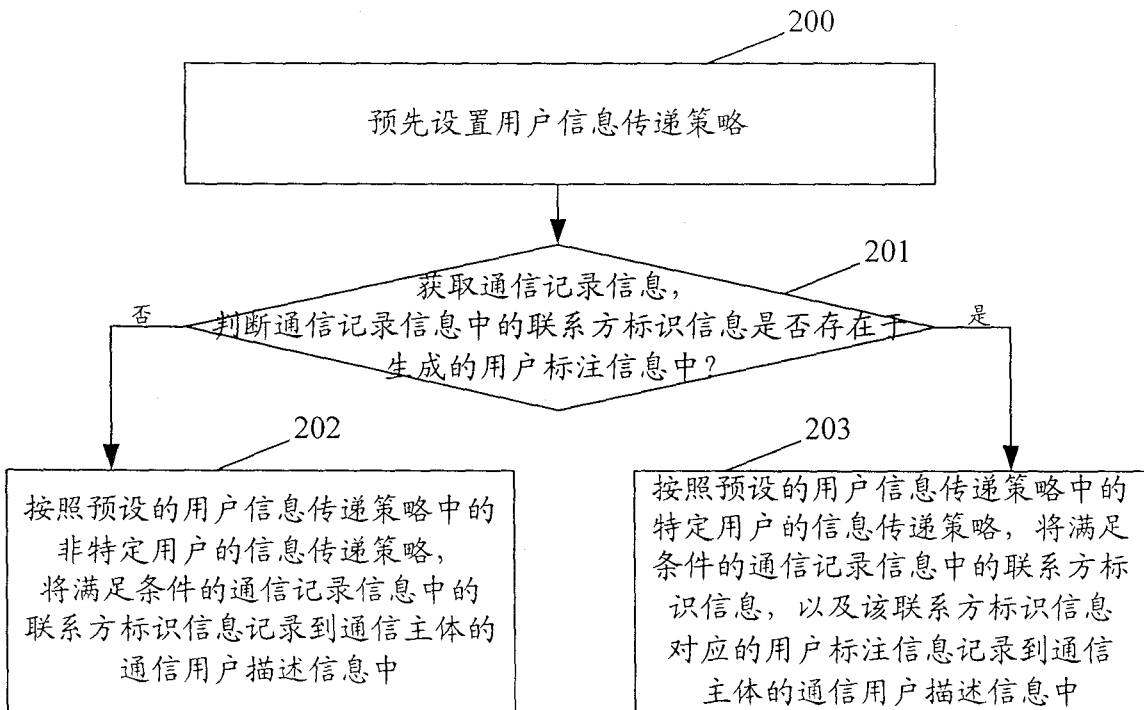 200
预先设置用户信息传递策略
201
获取通信记录信息，
否
判断通信记录信息中的联系方标识信息是否存在于
是
生成的用户标注信息中？
202
按照预设的用户信息传递策略中的
非特定用户的信息传递策略，
将满足条件的通信记录信息中的
联系方标识信息记录到通信主体的
通信用户描述信息中
203
按照预设的用户信息传递策略中的
特定用户的信息传递策略，将满足
条件的通信记录信息中的联系方标
识信息，以及该联系方标识信息
对应的用户标注信息记录到通信
主体的通信用户描述信息中